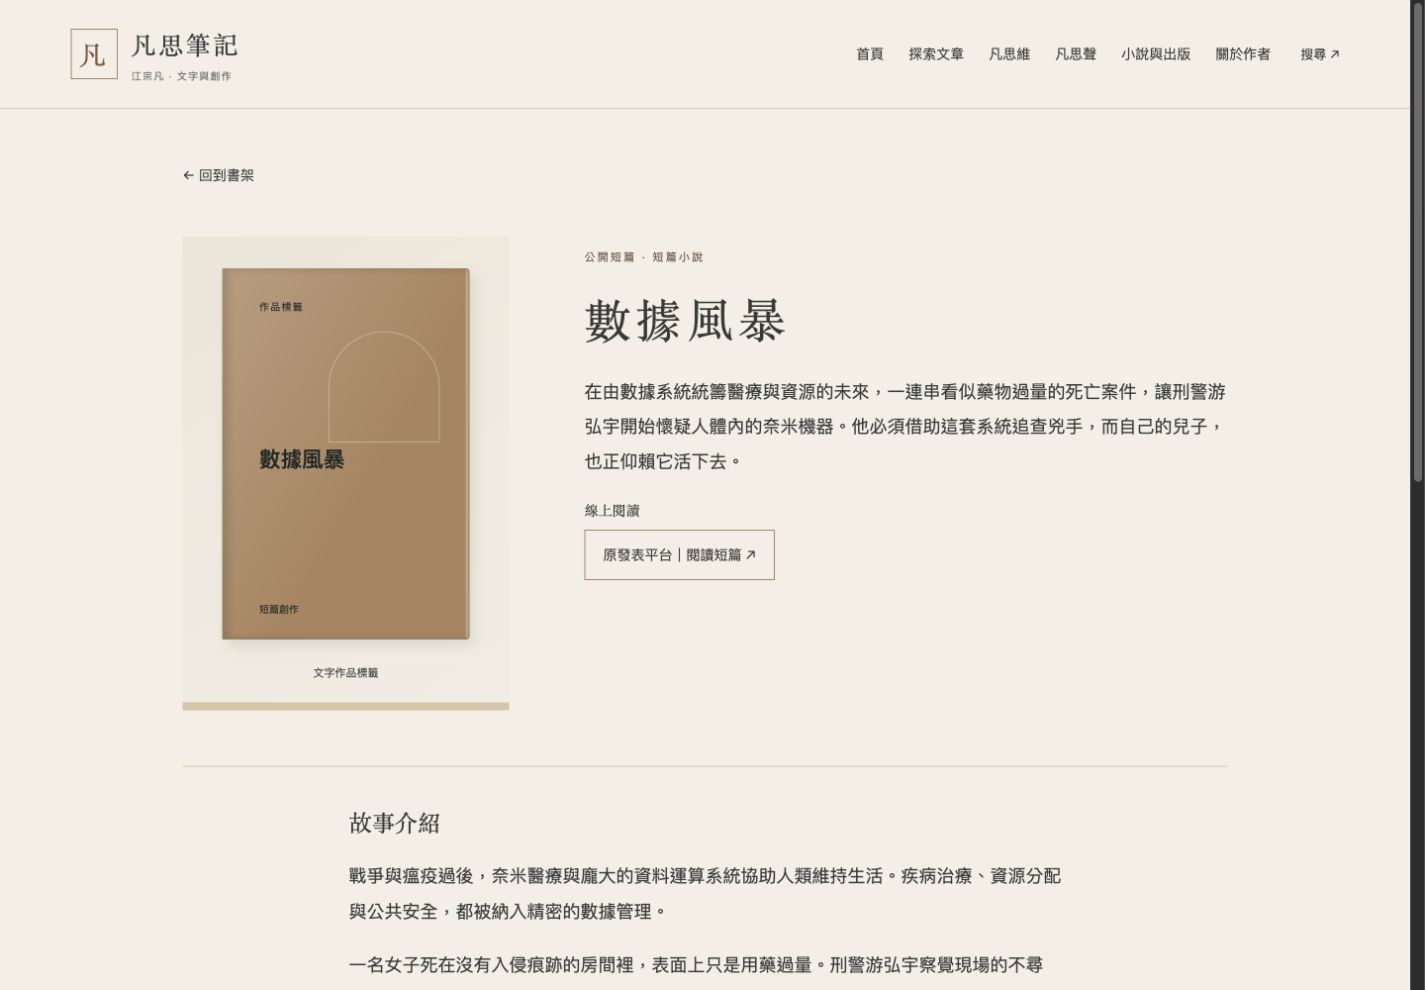 凡
凡思筆記
江宗凡 · 文字與創作
首頁 探索文章 凡思維 凡思聲 小說與出版 關於作者 搜尋 ↗
← 回到書架
作品標籤
數據風暴
短篇創作
文字作品標籤
公開短篇 · 短篇小說
數據風暴
在由數據系統統籌醫療與資源的未來，一連串看似藥物過量的死亡案件，讓刑警游
弘宇開始懷疑人體內的奈米機器。他必須借助這套系統追查兇手，而自己的兒子，
也正仰賴它活下去。
線上閱讀
原發表平台｜閱讀短篇 ↗
故事介紹
戰爭與瘟疫過後，奈米醫療與龐大的資料運算系統協助人類維持生活。疾病治療、資源分配
與公共安全，都被納入精密的數據管理。
一名女子死在沒有入侵痕跡的房間裡，表面上只是用藥過量。刑警游弘宇察覺現場的不尋